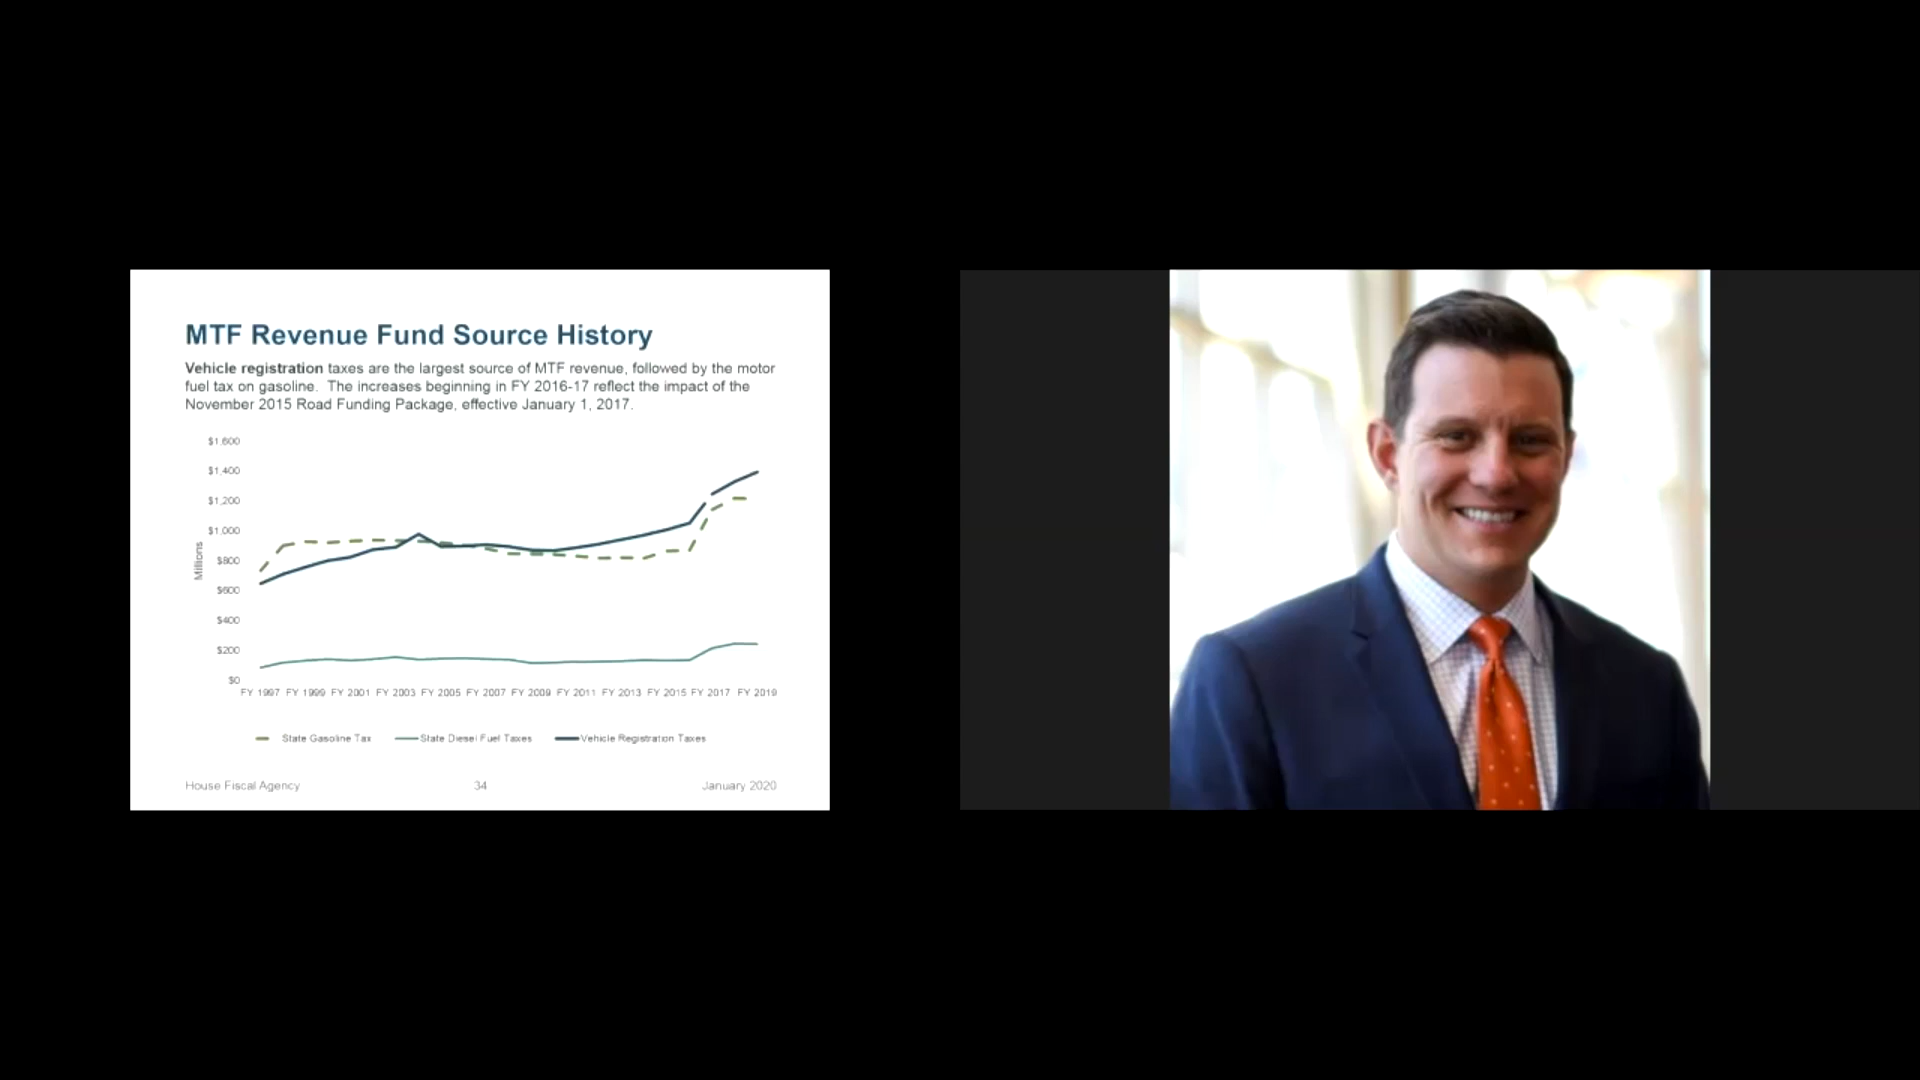 MTF Revenue Fund Source History
Vehicle registration taxes are the largest source of MTF revenue, followed by the motor
fuel tax on gasoline. The increases beginning in FY 2016-17 reflect the impact of the
November 2015 Road Funding Package, effective January 1, 2017.
$1,600
$1,400
$1,200
$1,000
$800
$600
$400
$200
$0
Millions
FY 1997 FY 1999 FY 2001 FY 2003 FY 2005 FY 2007 FY 2009 FY 2011 FY 2013 FY 2015 FY 2017 FY 2019
State Gasoline Tax State Diesel Fuel Taxes Vehicle Registration Taxes
House Fiscal Agency 34 January 2020